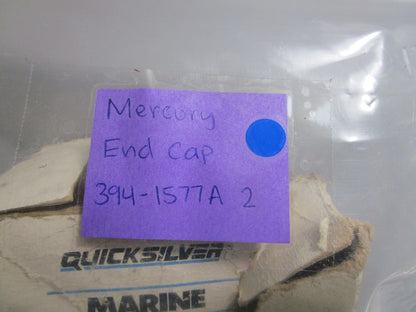 Mercury
End Cap
394-1577A 2
QUICKSILVER
MARINE